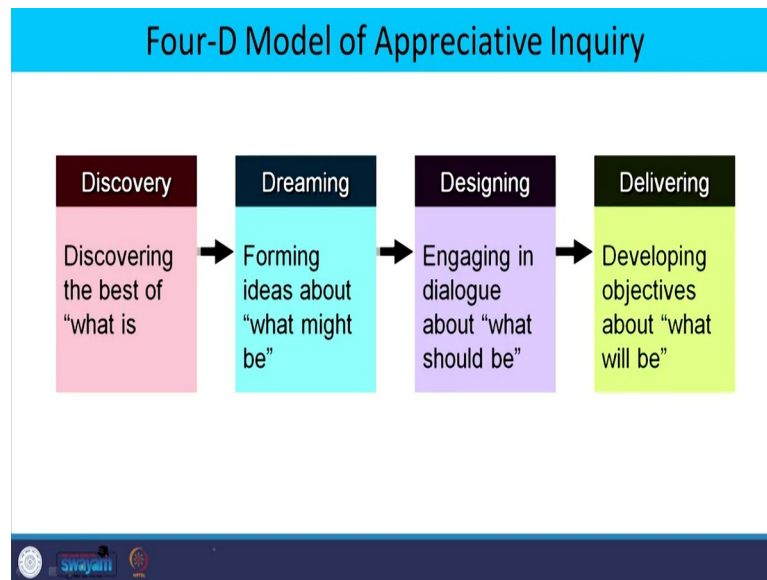 Four-D Model of Appreciative Inquiry
Discovery
Discovering
the best of
“what is
Dreaming
Forming
ideas about
“what might
be”
Designing
Engaging in
dialogue
about “what
should be”
Delivering
Developing
objectives
about “what
will be”
swayam